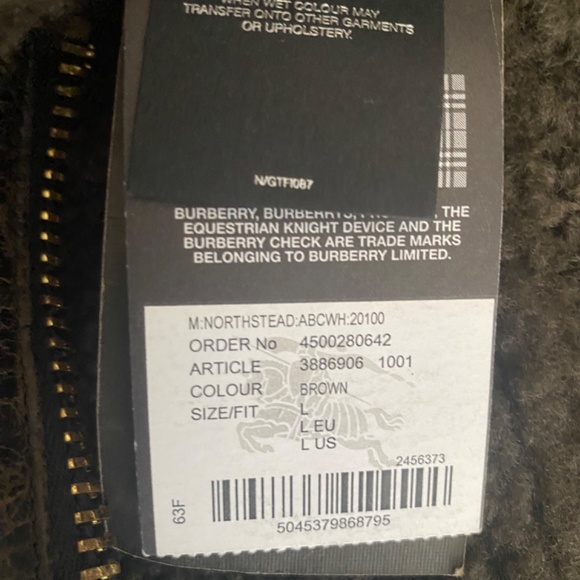 WHEN WET COLOUR MAY
TRANSFER ONTO OTHER GARMENTS
OR UPHOLSTERY.
N/GTFI087
BURBERRY, BURBERRYS, THE
EQUESTRIAN KNIGHT DEVICE AND THE
BURBERRY CHECK ARE TRADE MARKS
BELONGING TO BURBERRY LIMITED.
M:NORTHSTEAD:ABCWH:20100
ORDER No 4500280642
ARTICLE 3886906 1001
COLOUR BROWN
SIZE/FIT L
L EU
L US
2456373
63F
5045379868795